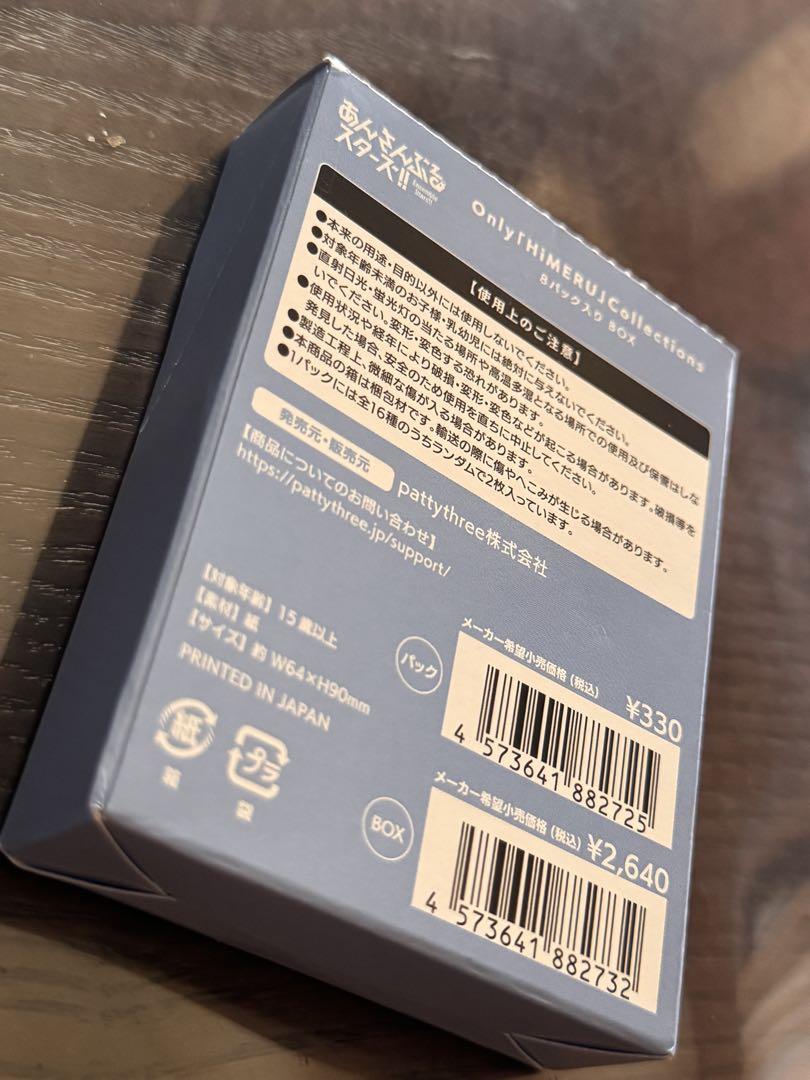 あんさんぶる
スターズ!!
Ensemble
Stars!!
Only「HiMERU」Collections
8パック入り BOX
【使用上のご注意】
●本来の用途・目的以外には使用しないでください。
●対象年齢未満のお子様・乳幼児には絶対に与えないでください。
●直射日光・蛍光灯の当たる場所や高温多湿となる場所での使用及び保管はしな
いでください。変形・変色する恐れがあります。
●使用状況や経年により破損・変形・変色などが起こる場合があります。破損等を
発見した場合、安全のため使用を直ちに中止してください。
●製造工程上、微細な傷が入る場合があります。
●本商品の箱は梱包材です。輸送の際に傷やへこみが生じる場合があります。
●1パックには全16種のうちランダムで2枚入っています。
発売元・販売元
pattythree株式会社
【商品についてのお問い合わせ】
https://pattythree.jp/support/
【対象年齢】15歳以上
【素材】紙
【サイズ】約 W64×H90mm
PRINTED IN JAPAN
紙
箱
プラ
袋
パック
メーカー希望小売価格(税込)
¥330
4 573641 882725
BOX
メーカー希望小売価格(税込)
¥2,640
4 573641 882732